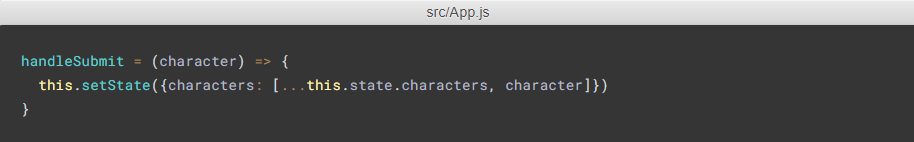 src/App.js
handleSubmit = (character) => {
  this.setState({characters: [...this.state.characters, character]})
}